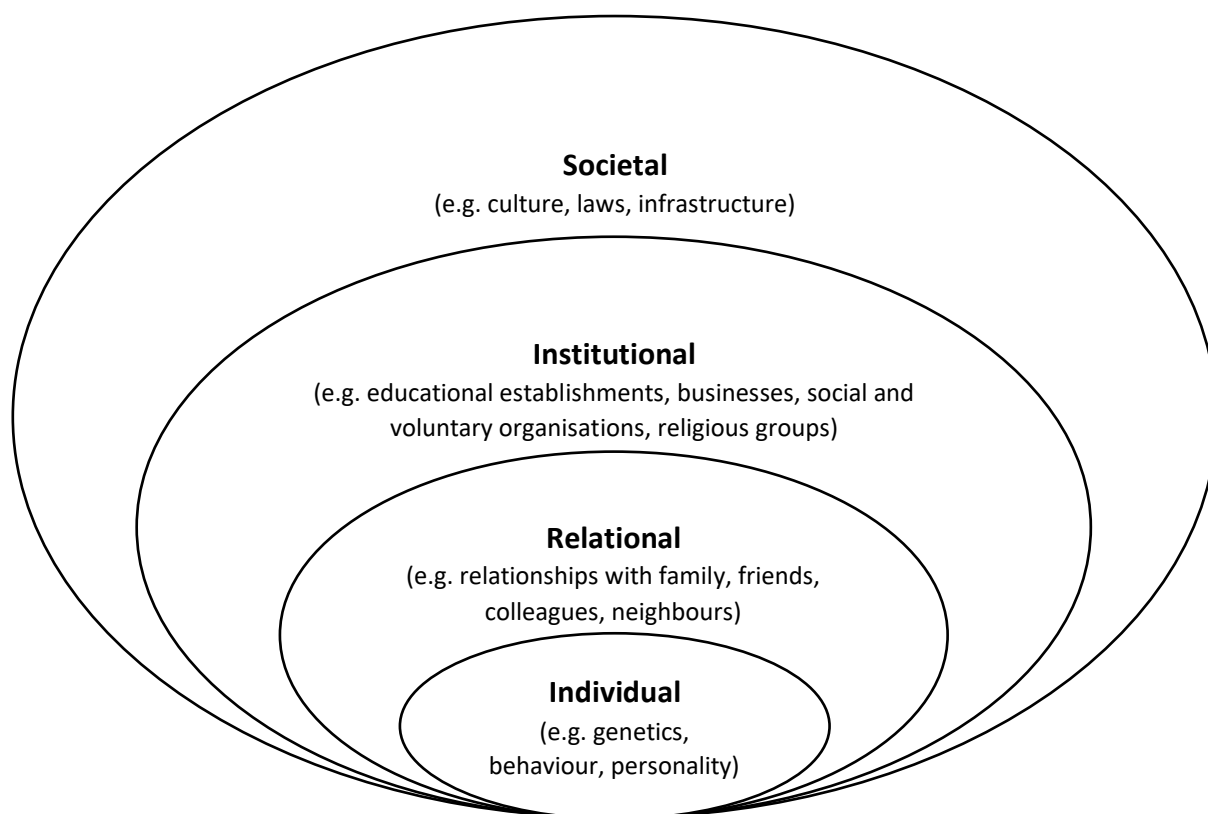 Societal
(e.g. culture, laws, infrastructure)
Institutional
(e.g. educational establishments, businesses, social and
voluntary organisations, religious groups)
Relational
(e.g. relationships with family, friends,
colleagues, neighbours)
Individual
(e.g. genetics,
behaviour, personality)